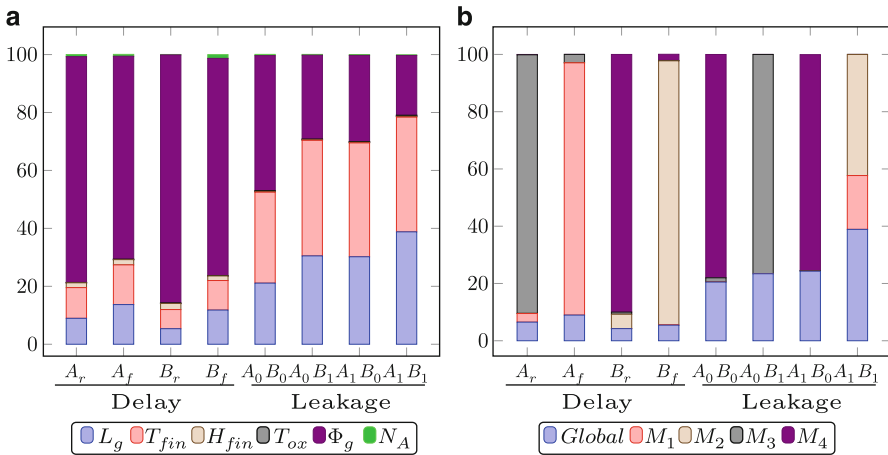 a
100
80
60
40
20
0
A_r A_f B_r B_f A_0 B_0 A_0 B_1 A_1 B_0 A_1 B_1
Delay Leakage
L_g T_fin H_fin T_ox Φ_g N_A
b
100
80
60
40
20
0
A_r A_f B_r B_f A_0 B_0 A_0 B_1 A_1 B_0 A_1 B_1
Delay Leakage
Global M_1 M_2 M_3 M_4